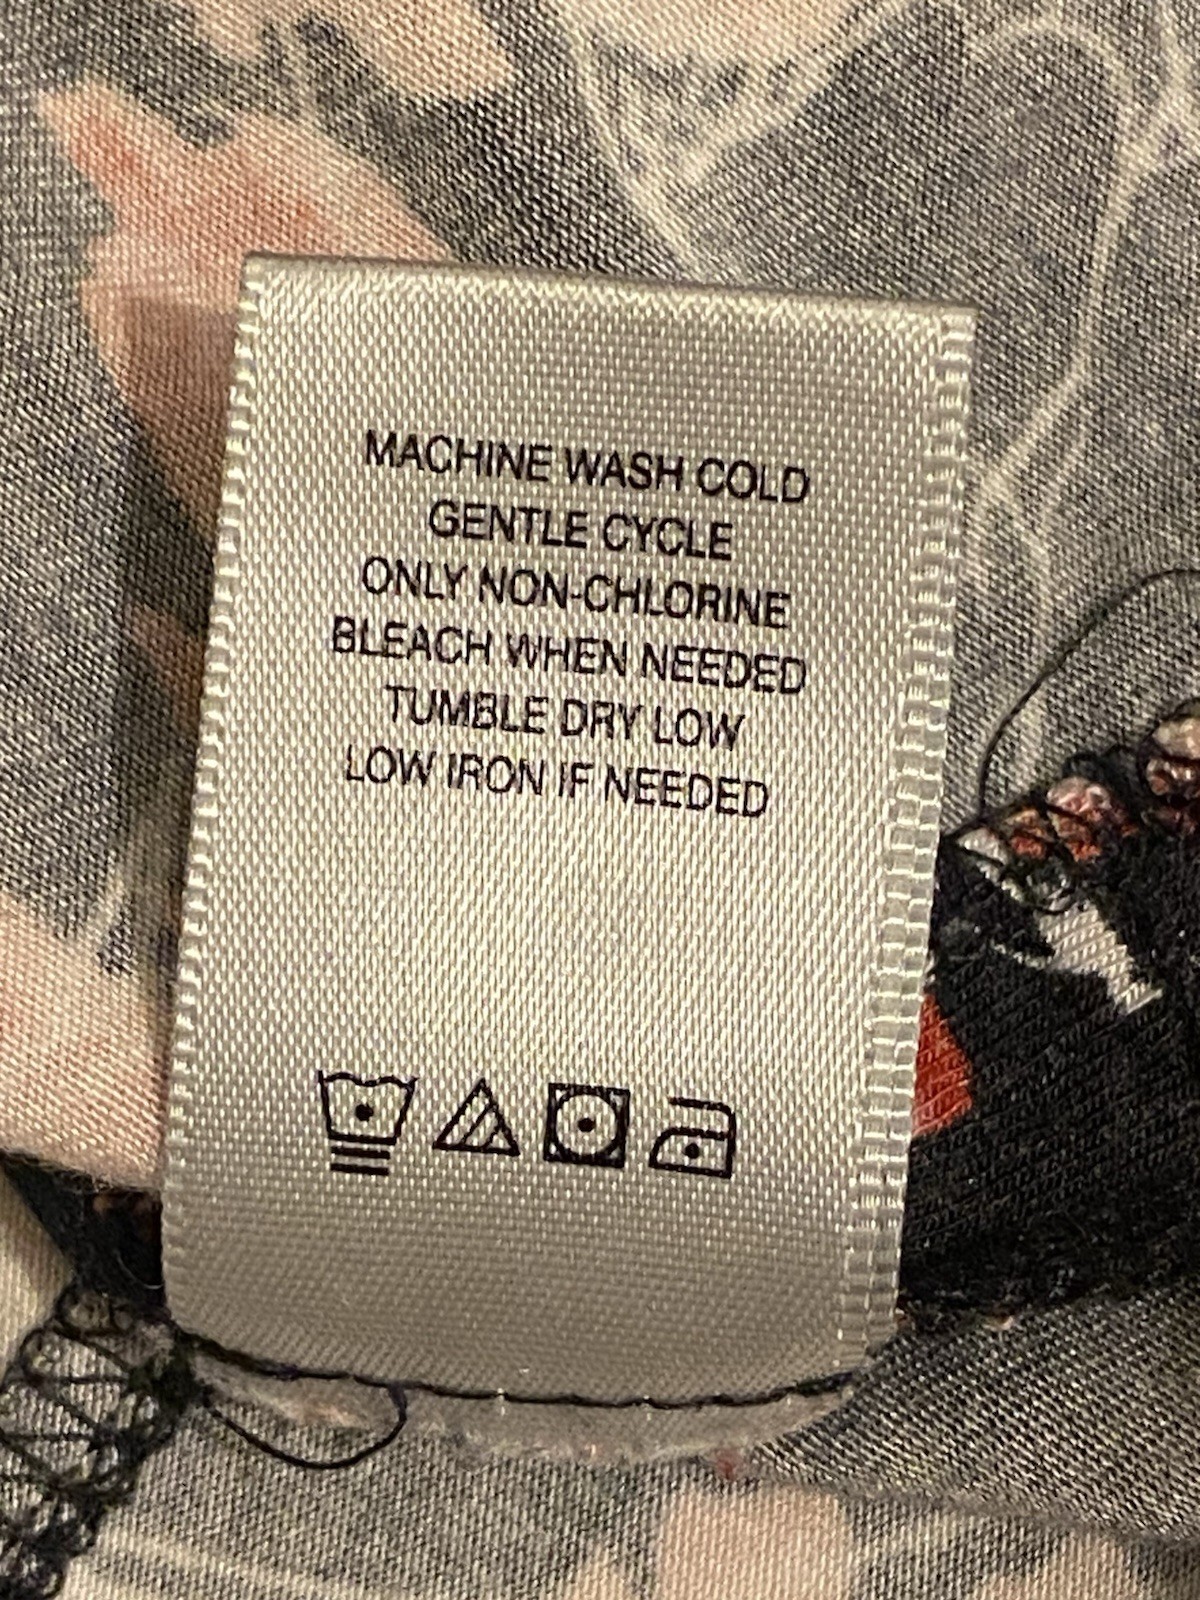 MACHINE WASH COLD
GENTLE CYCLE
ONLY NON-CHLORINE
BLEACH WHEN NEEDED
TUMBLE DRY LOW
LOW IRON IF NEEDED